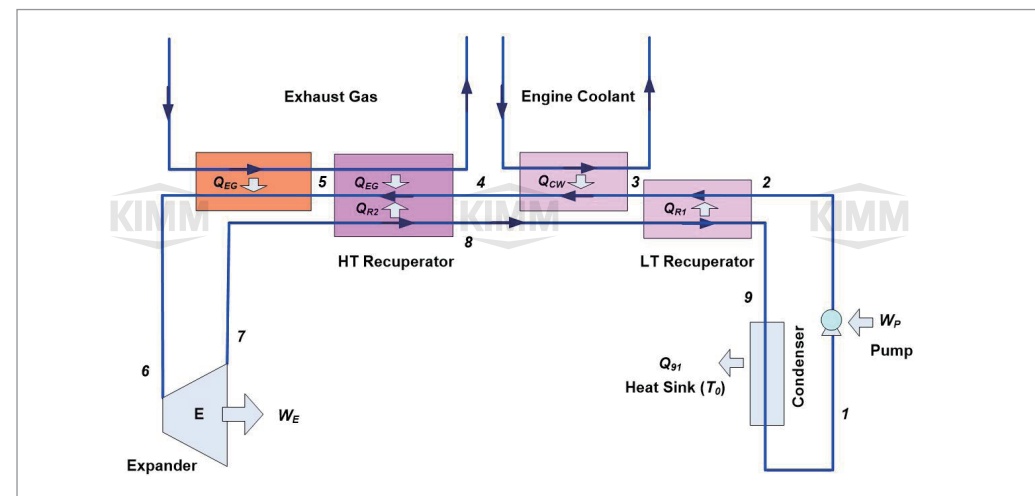 Exhaust Gas
Engine Coolant
Q_EG
5
Q_EG
4
Q_CW
3
2
Q_R2
Q_R1
KIMM
KIMM
KIMM
8
HT Recuperator
LT Recuperator
9
7
W_P
Pump
6
Q_91
Heat Sink (T_0)
Condenser
E
W_E
1
Expander